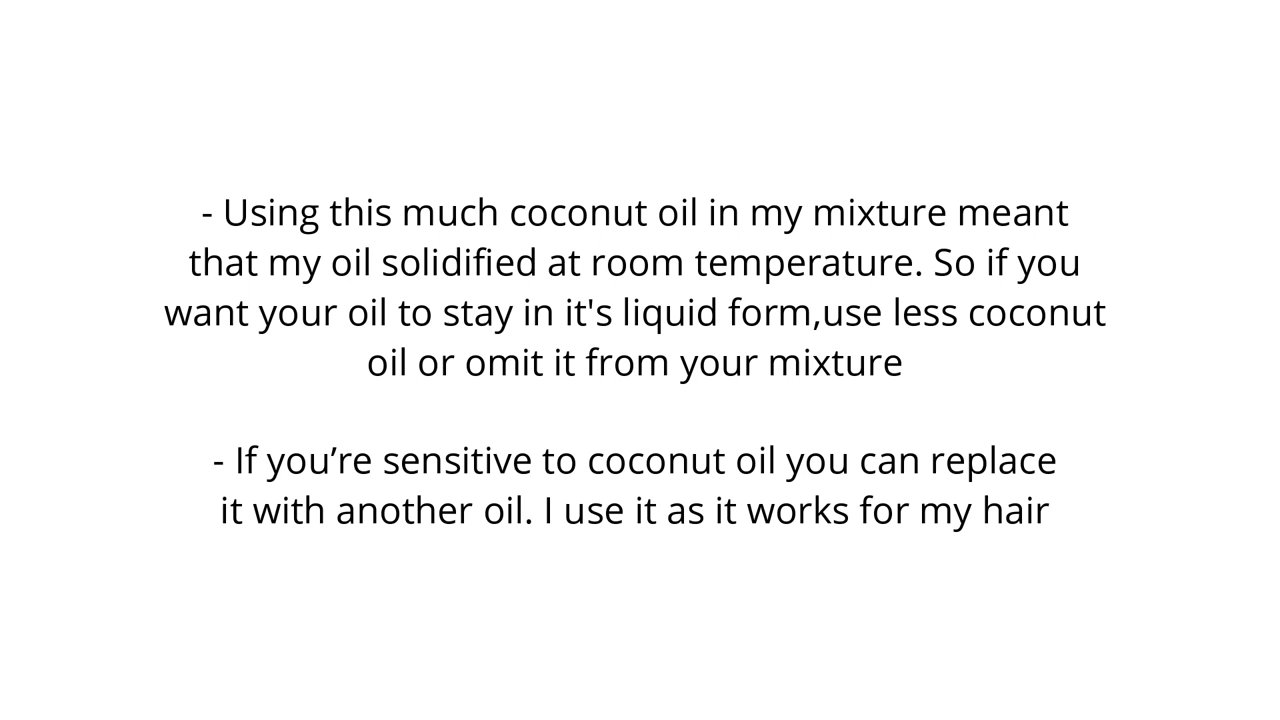 - Using this much coconut oil in my mixture meant
that my oil solidified at room temperature. So if you
want your oil to stay in it's liquid form,use less coconut
oil or omit it from your mixture
- If you’re sensitive to coconut oil you can replace
it with another oil. I use it as it works for my hair